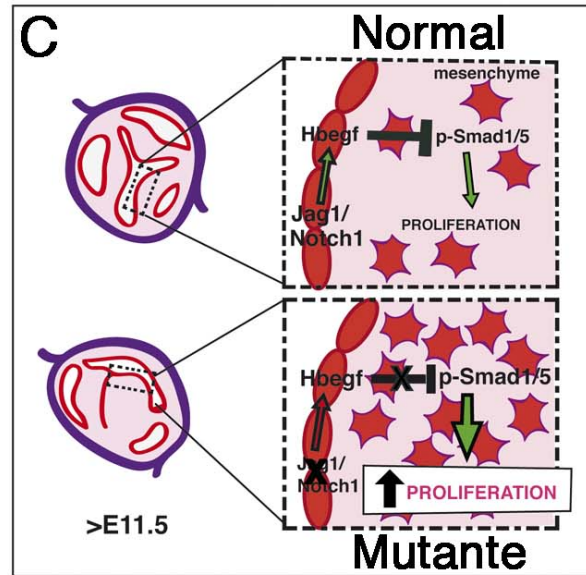 C
Normal
mesenchyme
Hbegf
p-Smad1/5
Jag1/
Notch1
PROLIFERATION
Hbegf
X
p-Smad1/5
Jag1/
X
Notch1
PROLIFERATION
>E11.5
Mutante